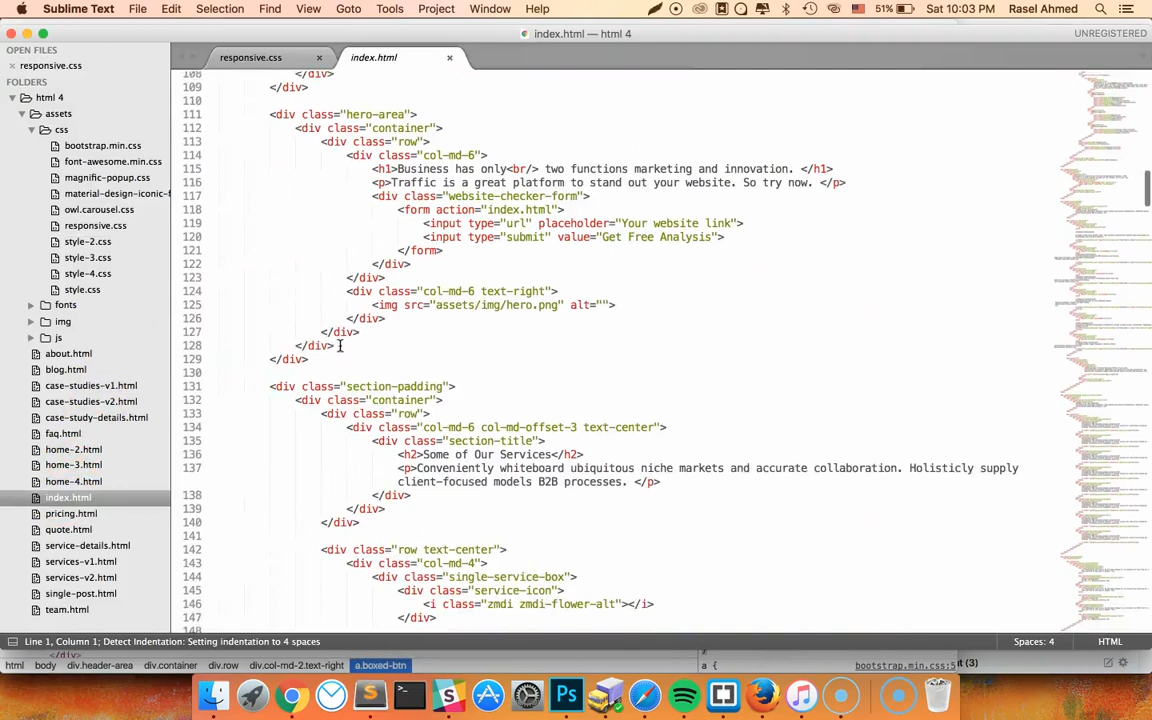 Sublime Text File Edit Selection Find View Goto Tools Project Window Help 51% Sat 10:03 PM Rasel Ahmed
index.html — html 4 UNREGISTERED
OPEN FILES
responsive.css
FOLDERS
html 4
assets
css
bootstrap.min.css
font-awesome.min.css
magnific-popup.css
material-design-iconic-f
owl.carousel.css
responsive.css
style-2.css
style-3.css
style-4.css
style.css
fonts
img
js
about.html
blog.html
case-studies-v1.html
case-studies-v2.html
case-study-details.html
faq.html
home-2.html
home-3.html
home-4.html
index.html
pricing.html
quote.html
service-details.html
services-v1.html
services-v2.html
single-post.html
team.html
responsive.css index.html
108 </div>
109 </div>
110
111 <div class="hero-area">
112 <div class="container">
113 <div class="row">
114 <div class="col-md-6">
115 <h1>Business has only<br/> two functions marketing and innovation. </h1>
116 <p>Traffic is a great platform to stand out your website. So try now. </p>
117 <div class="website-checker-form">
118 <form action="index.html">
119 <input type="url" placeholder="Your website link">
120 <input type="submit" value="Get Free Analysis">
121 </form>
122 </div>
123 </div>
124 <div class="col-md-6 text-right">
125 <img src="assets/img/hero.png" alt="">
126 </div>
127 </div>
128 </div>
129 </div>
130
131 <div class="section-padding">
132 <div class="container">
133 <div class="row">
134 <div class="col-md-6 col-md-offset-3 text-center">
135 <div class="section-title">
136 <h2>Some of Our Services</h2>
137 <p>Conveniently whiteboard ubiquitous niche markets and accurate collaboration. Holisticly supply
client-focused models B2B processes. </p>
138 </div>
139 </div>
140 </div>
141
142 <div class="row text-center">
143 <div class="col-md-4">
144 <div class="single-service-box">
145 <div class="service-icon">
146 <i class="zmdi zmdi-flower-alt"></i>
147 </div>
148
Line 1, Column 1; Detect Indentation: Setting indentation to 4 spaces Spaces: 4 HTML
</div>
html body div.header-area div.container div.row div.col-md-2.text-right a.boxed-btn a { bootstrap.min.css:5 t (3)